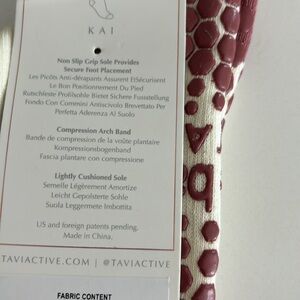 KAI
Non Slip Grip Sole Provides
Secure Foot Placement
Les Picôts Anti-dérapants Assurent EtSécurisent
Le Bon Positionnement Du Pied
Rutschfeste Profilsohle Bietet Sichere Fussstellung
Fondo Con Gommini Antiscivolo Brevettato Per
Perfetta Aderenza Al Suolo
Compression Arch Band
Bande de compression de la voûte plantaire
Kompressionsbogenband
Fascia plantare con compressione
Lightly Cushioned Sole
Semelle Légèrement Amortize
Leicht Gepolsterte Sohle
Suola Leggermete Imbottita
US and foreign patents pending.
Made in China.
TAVIACTIVE.COM | @TAVIACTIVE
FABRIC CONTENT